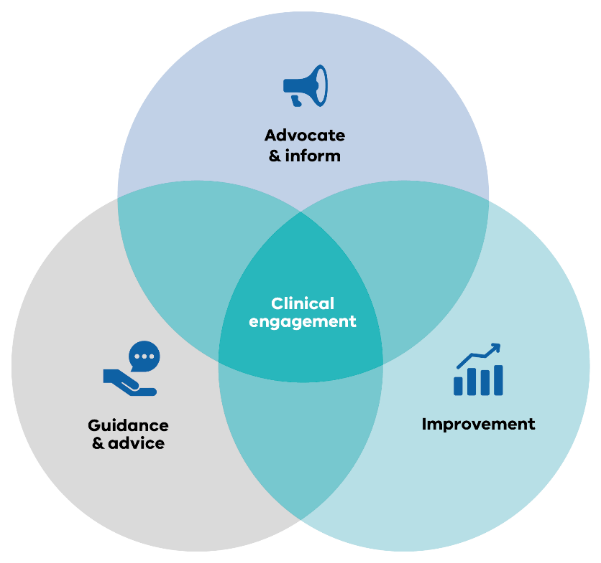 Advocate
& inform
Clinical
engagement
Guidance
& advice
Improvement